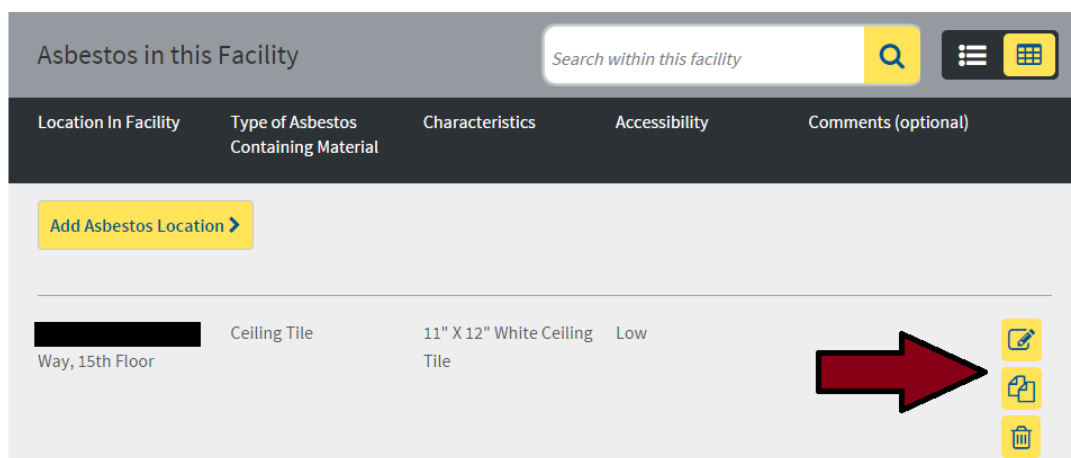 Asbestos in this Facility
Search within this facility
Location In Facility
Type of Asbestos
Containing Material
Characteristics
Accessibility
Comments (optional)
Add Asbestos Location
Way, 15th Floor
Ceiling Tile
11" X 12" White Ceiling
Tile
Low